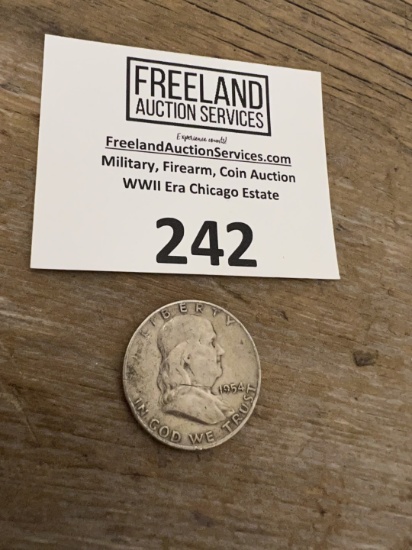 FREELAND
AUCTION SERVICES
Experience counts!
FreelandAuctionServices.com
Military, Firearm, Coin Auction
WWII Era Chicago Estate
242
LIBERTY
1954
IN GOD WE TRUST